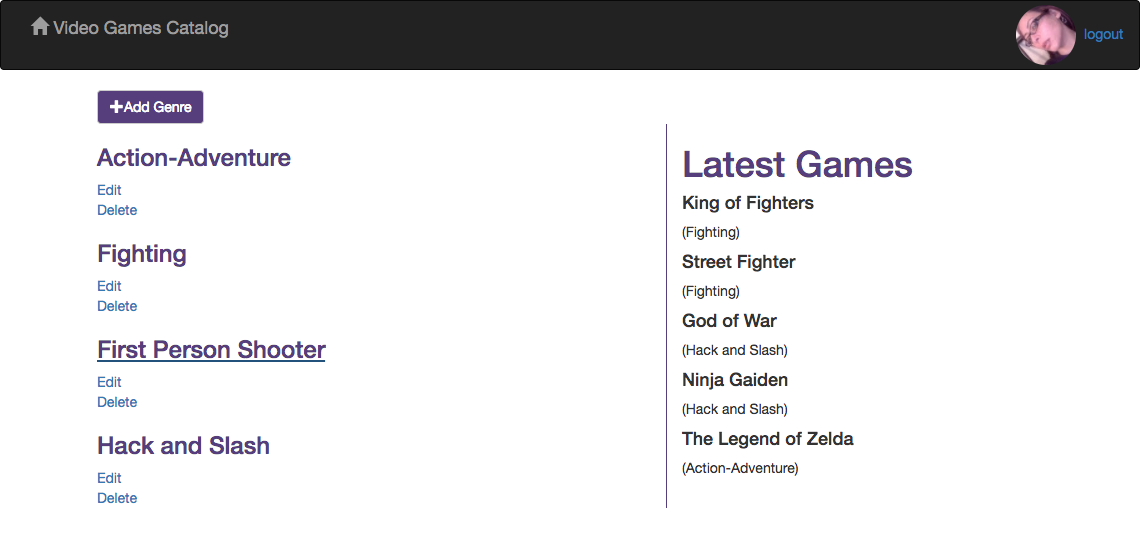 Video Games Catalog
logout
Add Genre
Action-Adventure
Edit
Delete
Fighting
Edit
Delete
First Person Shooter
Edit
Delete
Hack and Slash
Edit
Delete
Latest Games
King of Fighters
(Fighting)
Street Fighter
(Fighting)
God of War
(Hack and Slash)
Ninja Gaiden
(Hack and Slash)
The Legend of Zelda
(Action-Adventure)